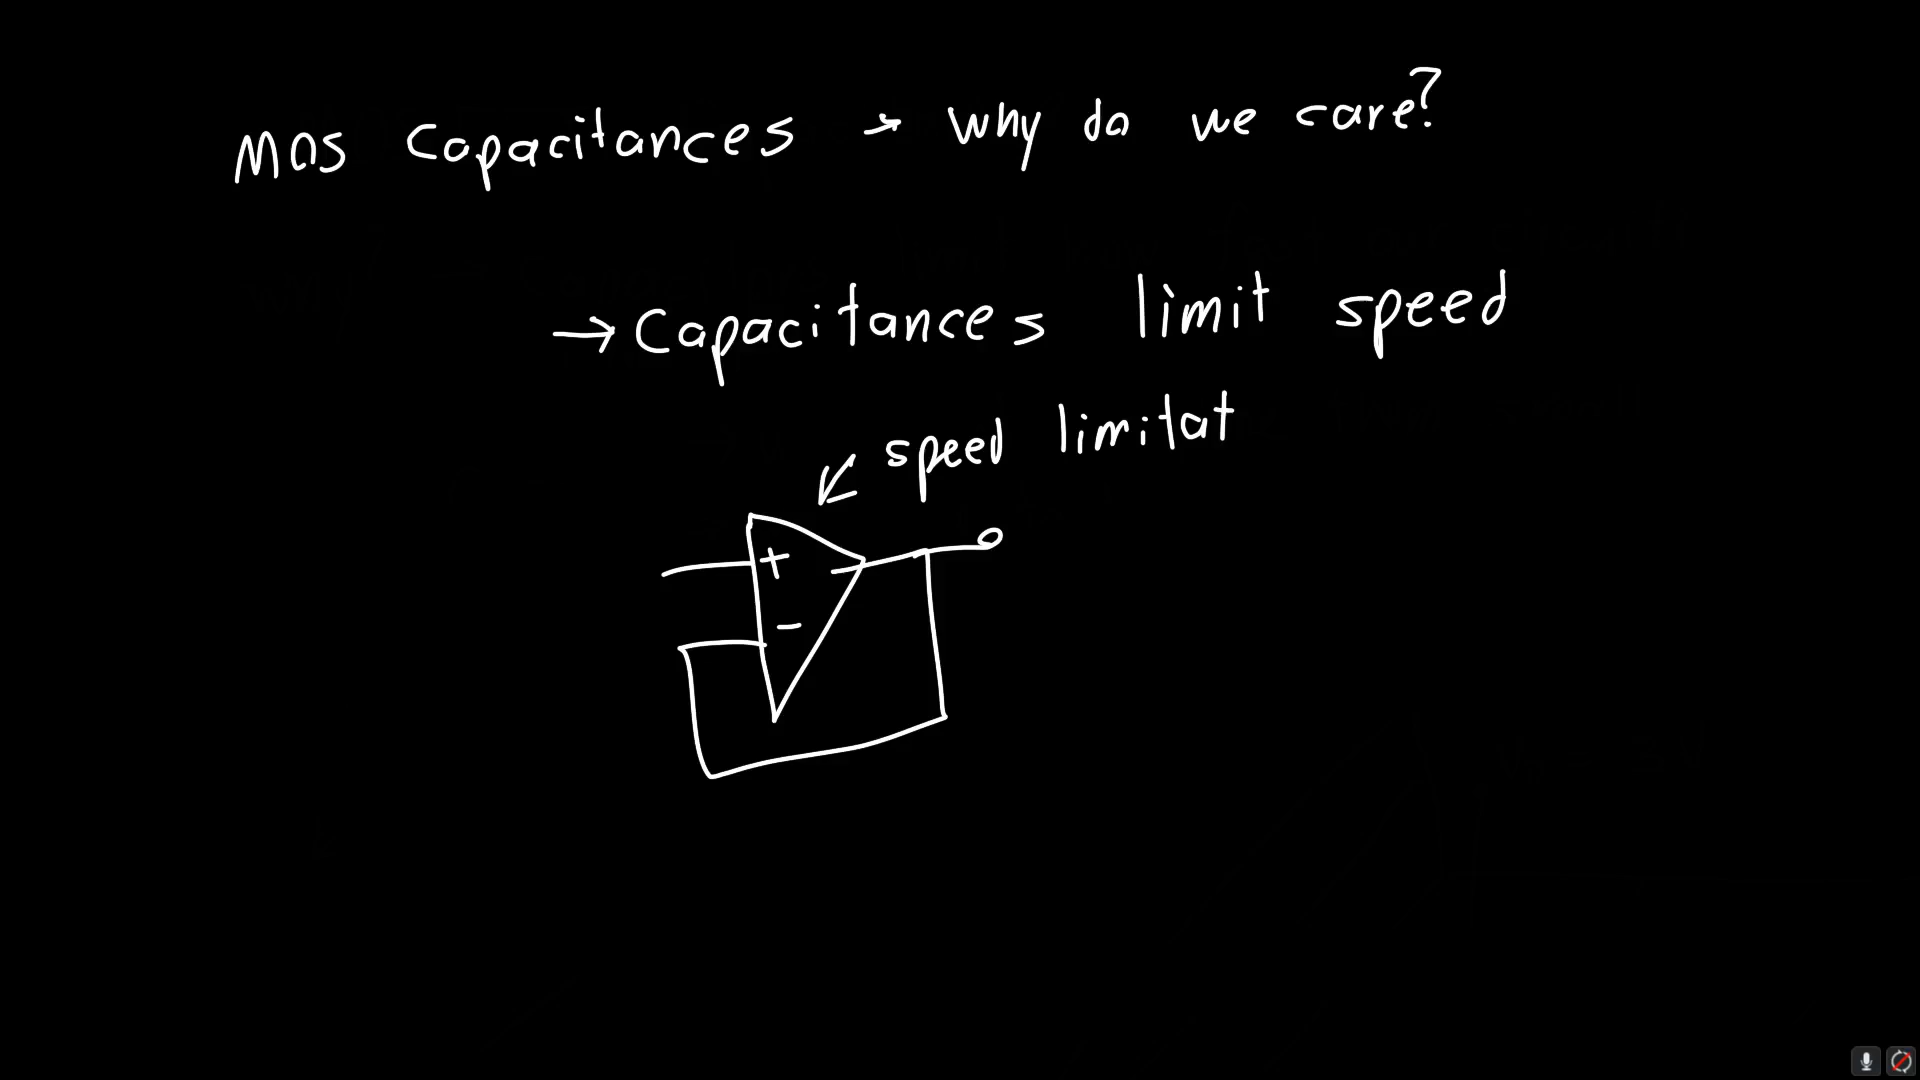 MOS Capacitances → why do we care?
→ Capacitances limit speed
speed limitat
+
-